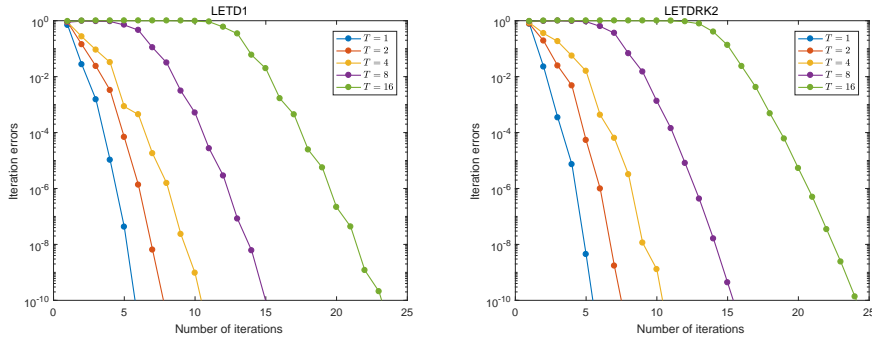 LETD1
10^0
10^-2
10^-4
10^-6
10^-8
10^-10
Iteration errors
0 5 10 15 20 25
Number of iterations
T = 1
T = 2
T = 4
T = 8
T = 16
LETDRK2
10^0
10^-2
10^-4
10^-6
10^-8
10^-10
Iteration errors
0 5 10 15 20 25
Number of iterations
T = 1
T = 2
T = 4
T = 8
T = 16